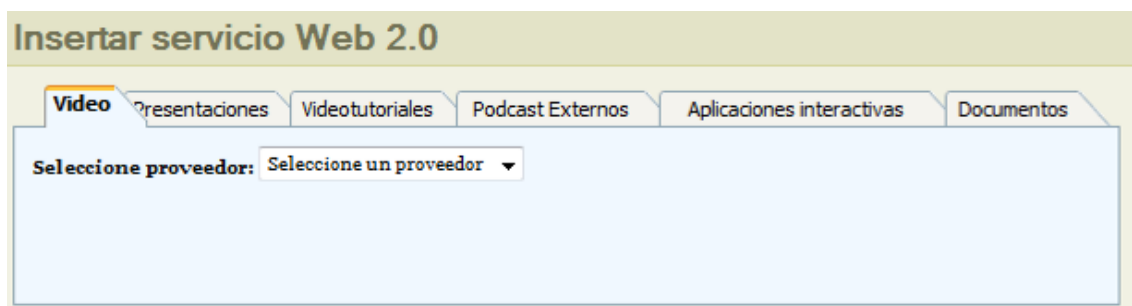 Insertar servicio Web 2.0
Video Presentaciones Videotutoriales Podcast Externos Aplicaciones interactivas Documentos
Seleccione proveedor: Seleccione un proveedor